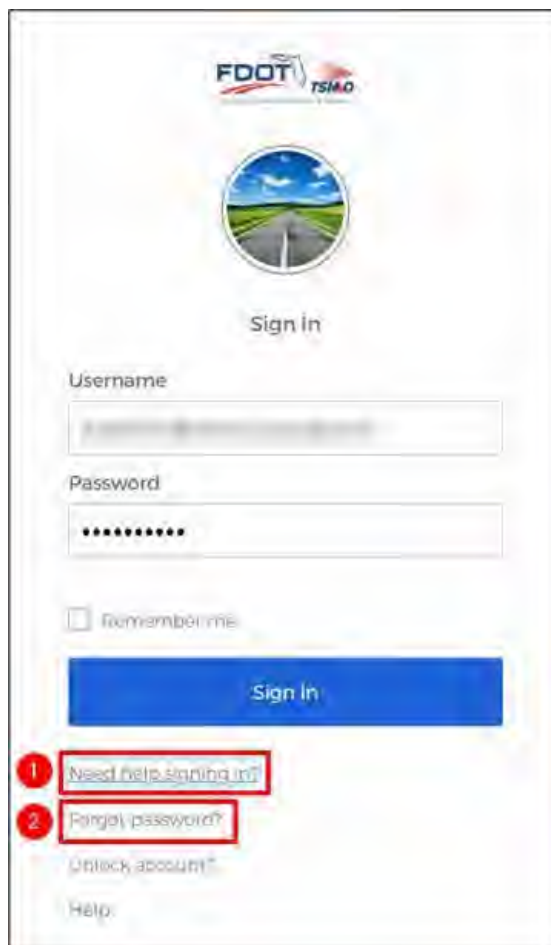 FDOT
TSM&O
Sign in
Username
Password
Remember me
Sign in
1 Need help signing in?
2 Forgot password?
Unlock account?
Help